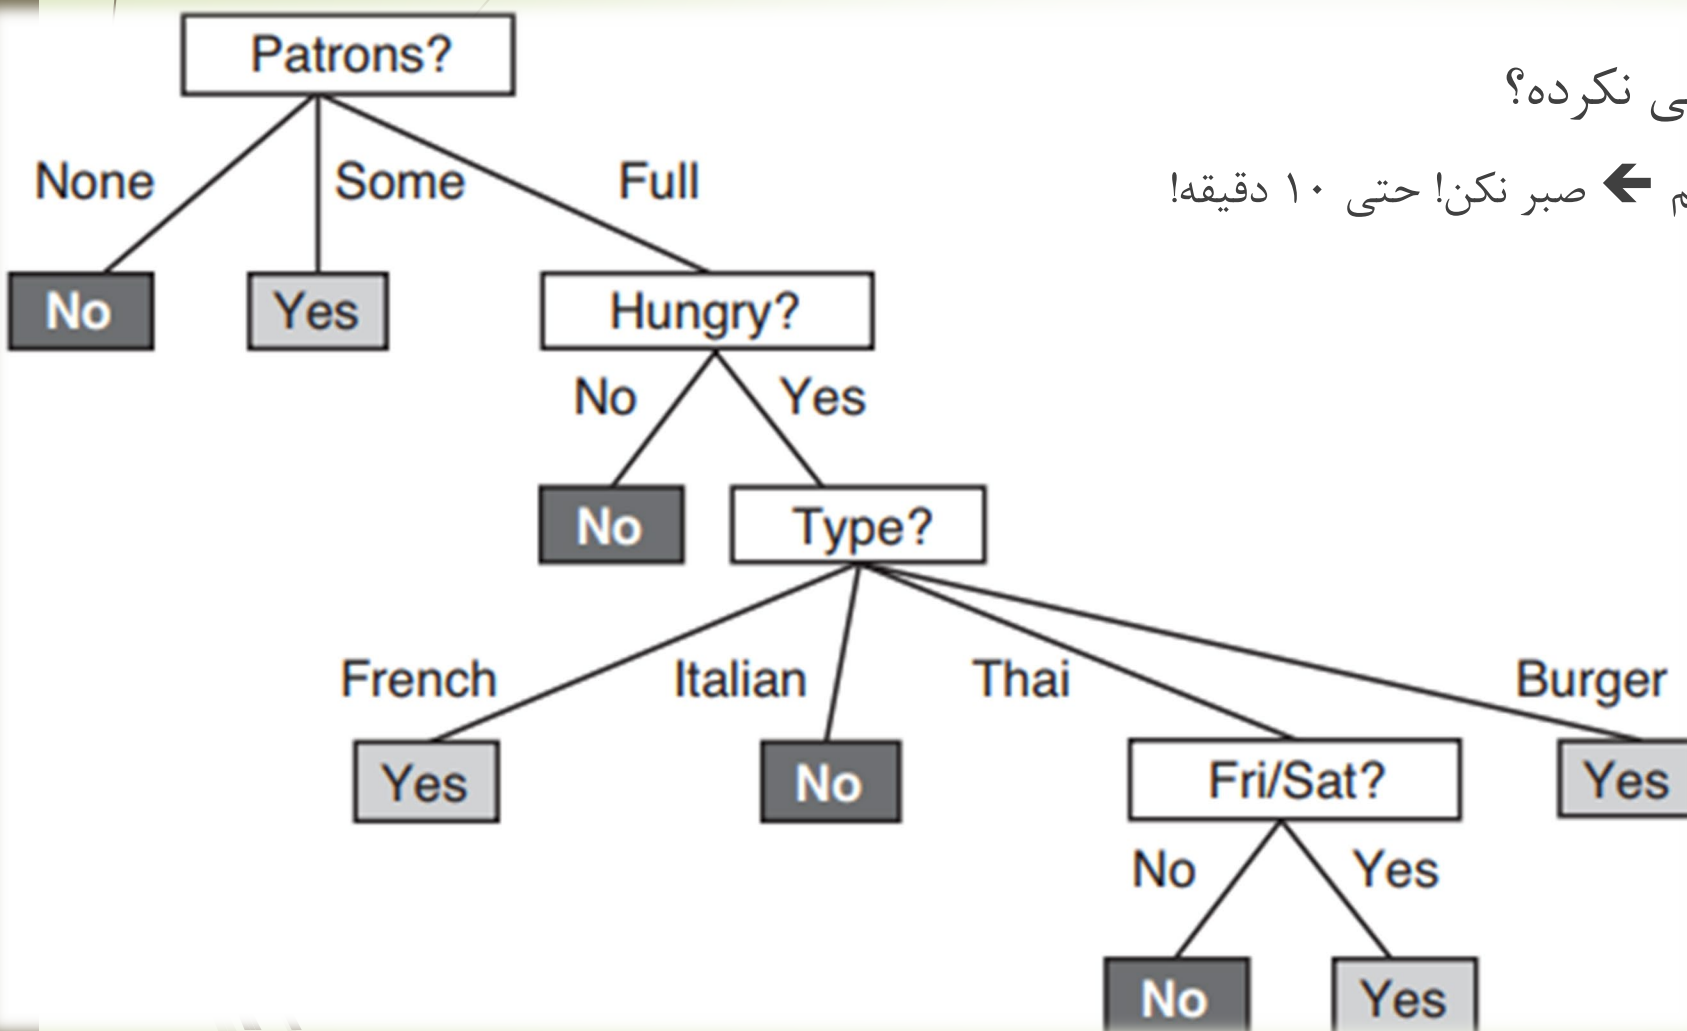 Patrons?
نکرده؟
None Some Full
🡸 صبر نکن! حتی ۱۰ دقیقه!
No Yes Hungry?
No Yes
No Type?
French Italian Thai Burger
Yes No Fri/Sat? Yes
No Yes
No Yes